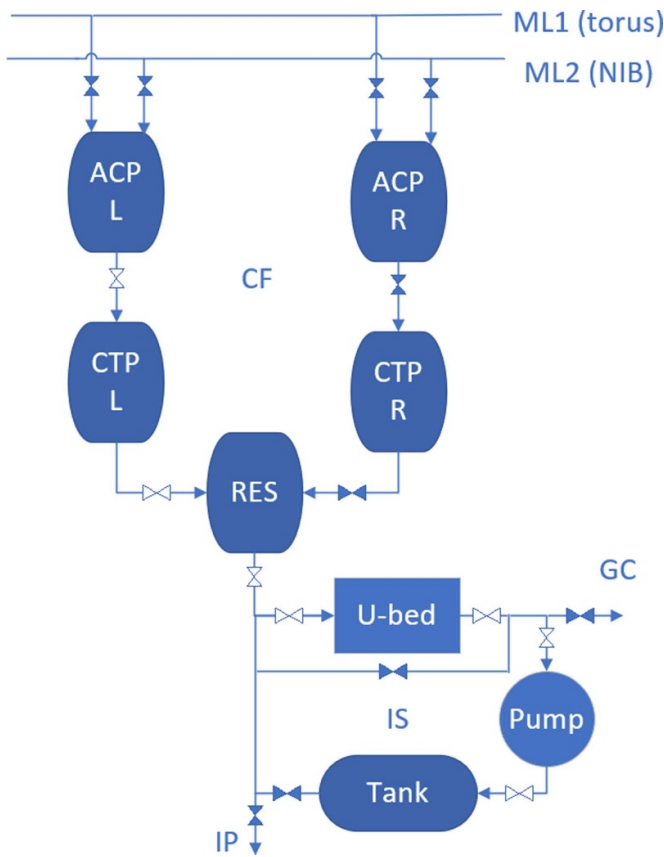 ML1 (torus)
ML2 (NIB)
ACP
L
ACP
R
CF
CTP
L
CTP
R
RES
GC
U-bed
IS
Pump
Tank
IP